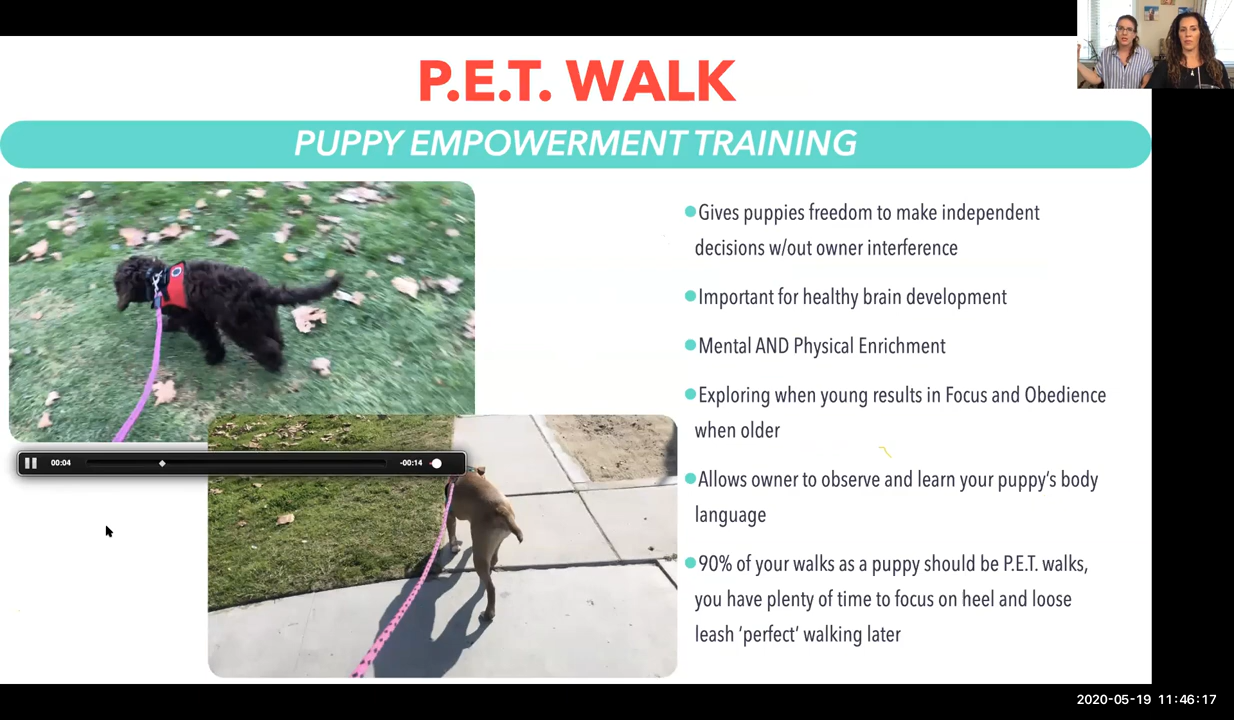 P.E.T. WALK
PUPPY EMPOWERMENT TRAINING
Gives puppies freedom to make independent
decisions w/out owner interference
Important for healthy brain development
Mental AND Physical Enrichment
Exploring when young results in Focus and Obedience
when older
Allows owner to observe and learn your puppy's body
language
90% of your walks as a puppy should be P.E.T. walks,
you have plenty of time to focus on heel and loose
leash ‘perfect’ walking later
00:04
-00:14
2020-05-19 11:46:17